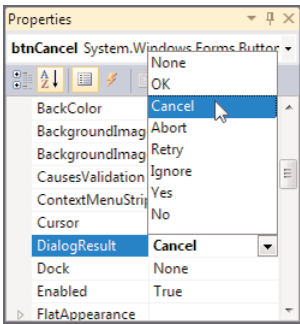 Properties
btnCancel System.Windows.Forms.Button
None
OK
Cancel
BackColor
Abort
BackgroundImag
Retry
BackgroundImag
Ignore
CausesValidation
Yes
ContextMenuStrip
No
Cursor
DialogResult Cancel
Dock None
Enabled True
FlatAppearance